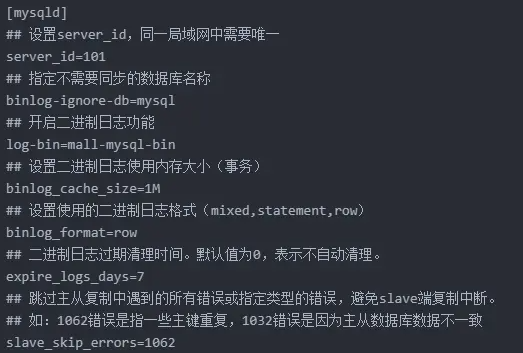 [mysqld]
## 设置server_id，同一局域网中需要唯一
server_id=101
## 指定不需要同步的数据库名称
binlog-ignore-db=mysql
## 开启二进制日志功能
log-bin=mall-mysql-bin
## 设置二进制日志使用内存大小（事务）
binlog_cache_size=1M
## 设置使用的二进制日志格式（mixed,statement,row）
binlog_format=row
## 二进制日志过期清理时间。默认值为0，表示不自动清理。
expire_logs_days=7
## 跳过主从复制中遇到的所有错误或指定类型的错误，避免slave端复制中断。
## 如：1062错误是指一些主键重复，1032错误是因为主从数据库数据不一致
slave_skip_errors=1062